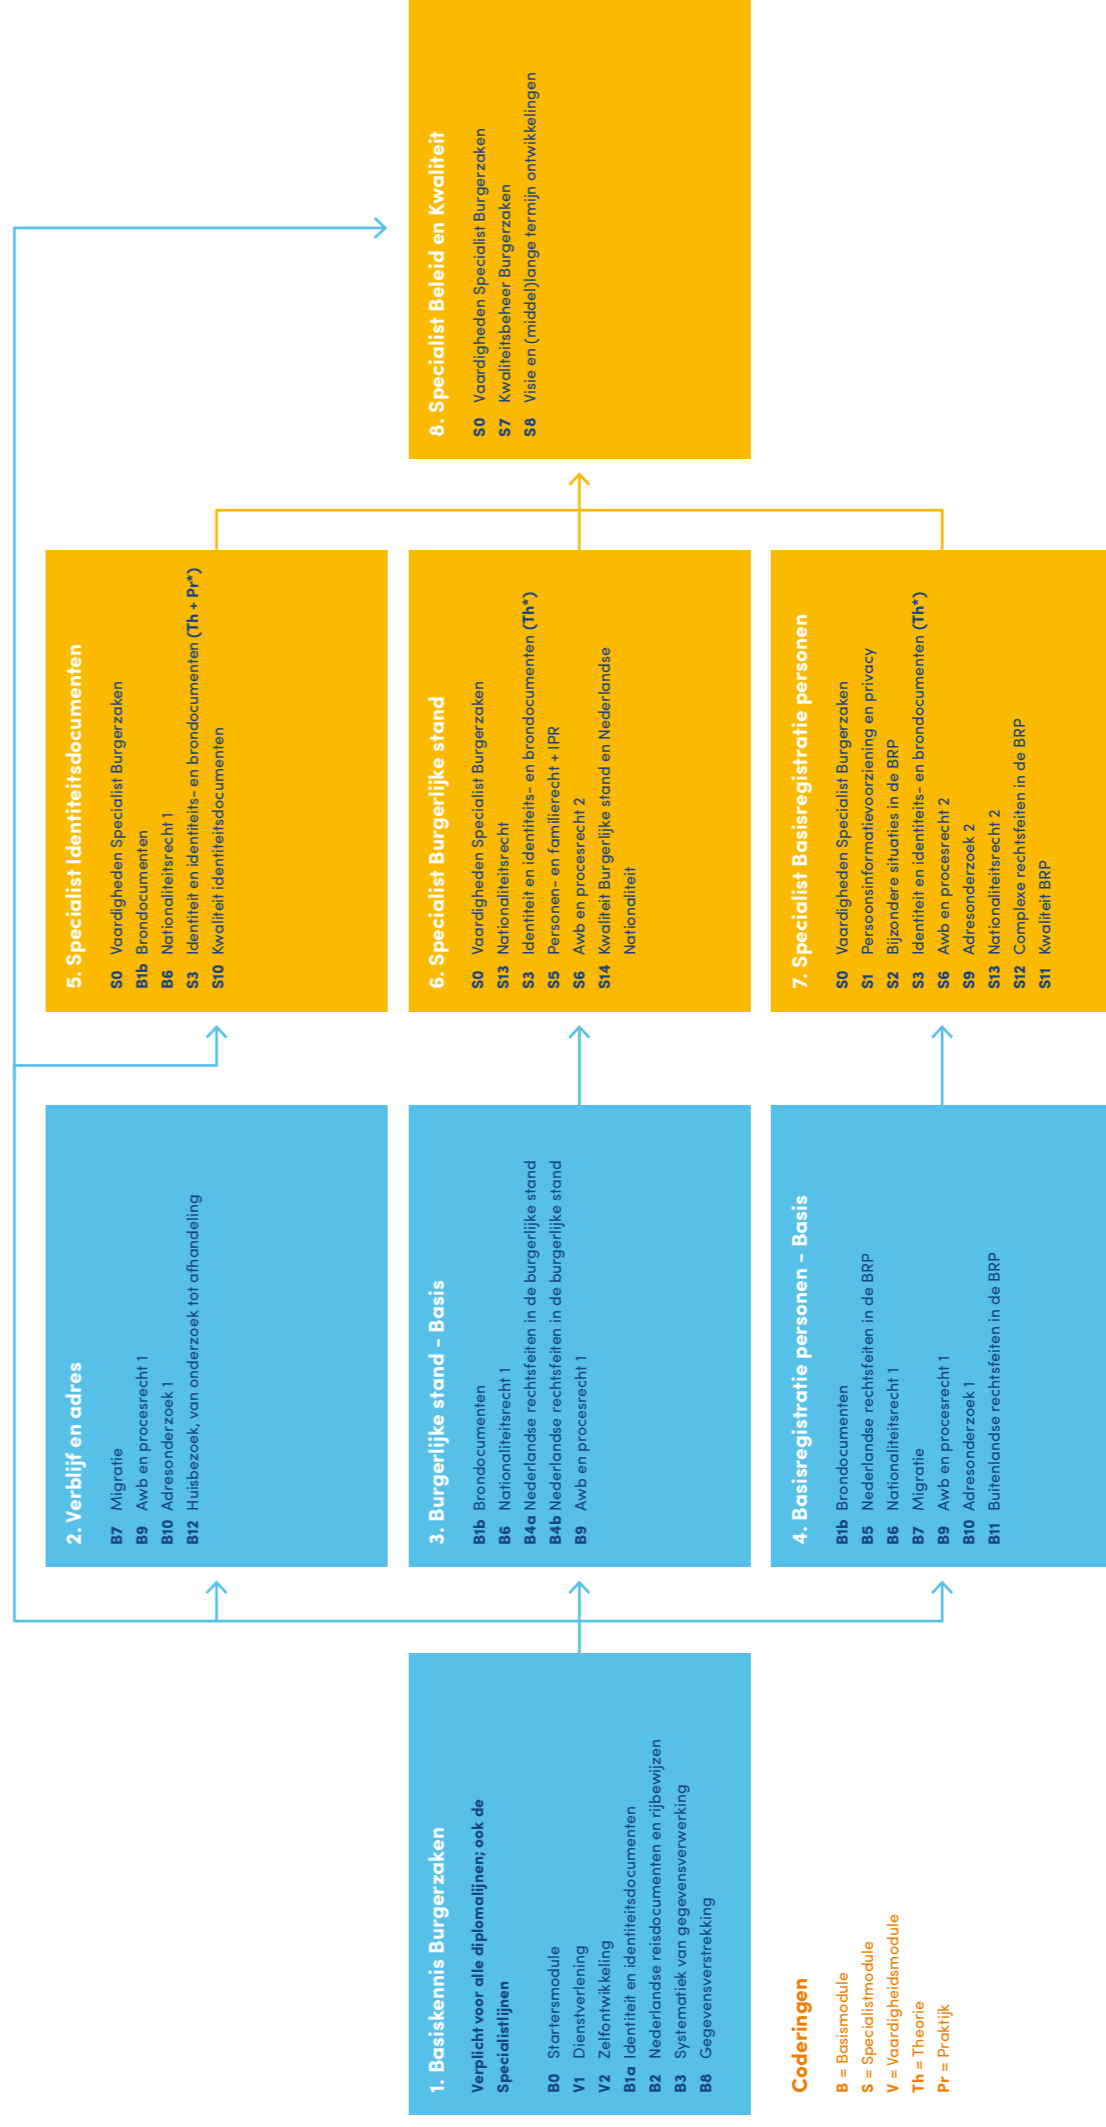 1. Basiskennis Burgerzaken
Verplicht voor alle diplomalijnen; ook de
Specialistlijnen
B0 Startersmodule
V1 Dienstverlening
V2 Zelfontwikkeling
B1a Identiteit en identiteitsdocumenten
B2 Nederlandse reisdocumenten en rijbewijzen
B3 Systematiek van gegevensverwerking
B8 Gegevensverstrekking
Coderingen
B = Basismodule
S = Specialistmodule
V = Vaardigheidsmodule
Th = Theorie
Pr = Praktijk
2. Verblijf en adres
B7 Migratie
B9 Awb en procesrecht 1
B10 Adresonderzoek 1
B12 Huisbezoek, van onderzoek tot afhandeling
3. Burgerlijke stand - Basis
B1b Brondocumenten
B6 Nationaliteitsrecht 1
B4a Nederlandse rechtsfeiten in de burgerlijke stand
B4b Nederlandse rechtsfeiten in de burgerlijke stand
B9 Awb en procesrecht 1
4. Basisregistratie personen - Basis
B1b Brondocumenten
B5 Nederlandse rechtsfeiten in de BRP
B6 Nationaliteitsrecht 1
B7 Migratie
B9 Awb en procesrecht 1
B10 Adresonderzoek 1
B11 Buitenlandse rechtsfeiten in de BRP
5. Specialist Identiteitsdocumenten
S0 Vaardigheden Specialist Burgerzaken
B1b Brondocumenten
B6 Nationaliteitsrecht 1
S3 Identiteit en identiteits- en brondocumenten (Th + Pr*)
S10 Kwaliteit identiteitsdocumenten
6. Specialist Burgerlijke stand
S0 Vaardigheden Specialist Burgerzaken
S13 Nationaliteitsrecht
S3 Identiteit en identiteits- en brondocumenten (Th*)
S5 Personen- en familierecht + IPR
S6 Awb en procesrecht 2
S14 Kwaliteit Burgerlijke stand en Nederlandse
Nationaliteit
7. Specialist Basisregistratie personen
S0 Vaardigheden Specialist Burgerzaken
S1 Persoonsinformatievoorziening en privacy
S2 Bijzondere situaties in de BRP
S3 Identiteit en identiteits- en brondocumenten (Th*)
S6 Awb en procesrecht 2
S9 Adresonderzoek 2
S13 Nationaliteitsrecht 2
S12 Complexe rechtsfeiten in de BRP
S11 Kwaliteit BRP
8. Specialist Beleid en Kwaliteit
S0 Vaardigheden Specialist Burgerzaken
S7 Kwaliteitsbeheer Burgerzaken
S8 Visie en (middel)lange termijn ontwikkelingen